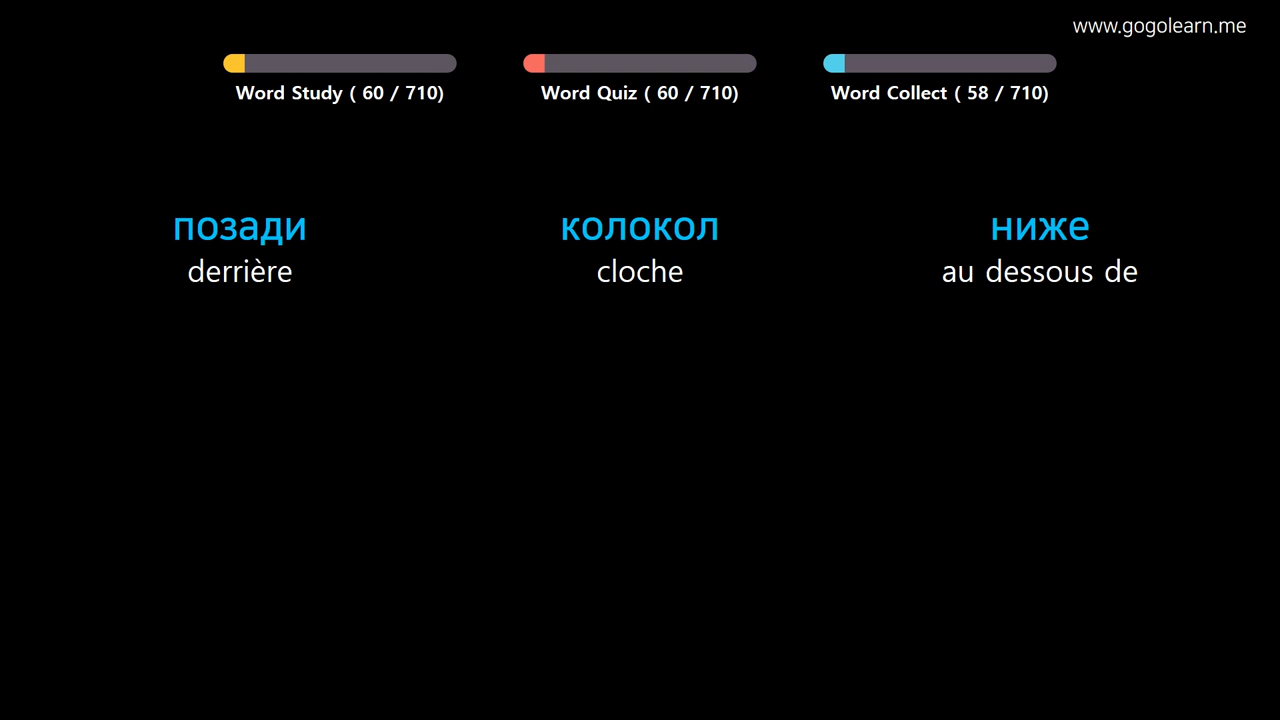 www.gogolearn.me
Word Study ( 60 / 710)
Word Quiz ( 60 / 710)
Word Collect ( 58 / 710)
позади
derrière
колокол
cloche
ниже
au dessous de